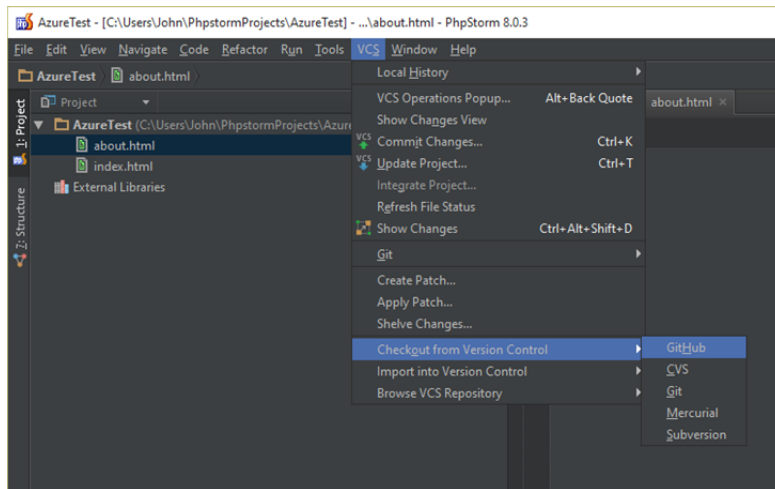 AzureTest - [C:\Users\John\PhpstormProjects\AzureTest] - ...\about.html - PhpStorm 8.0.3
File Edit View Navigate Code Refactor Run Tools VCS Window Help
AzureTest about.html
1: Project
7: Structure
Project
AzureTest (C:\Users\John\PhpstormProjects\Azure
about.html
index.html
External Libraries
about.html
Local History
VCS Operations Popup... Alt+Back Quote
Show Changes View
VCS Commit Changes... Ctrl+K
VCS Update Project... Ctrl+T
Integrate Project...
Refresh File Status
Show Changes Ctrl+Alt+Shift+D
Git
Create Patch...
Apply Patch...
Shelve Changes...
Checkout from Version Control
Import into Version Control
Browse VCS Repository
GitHub
CVS
Git
Mercurial
Subversion